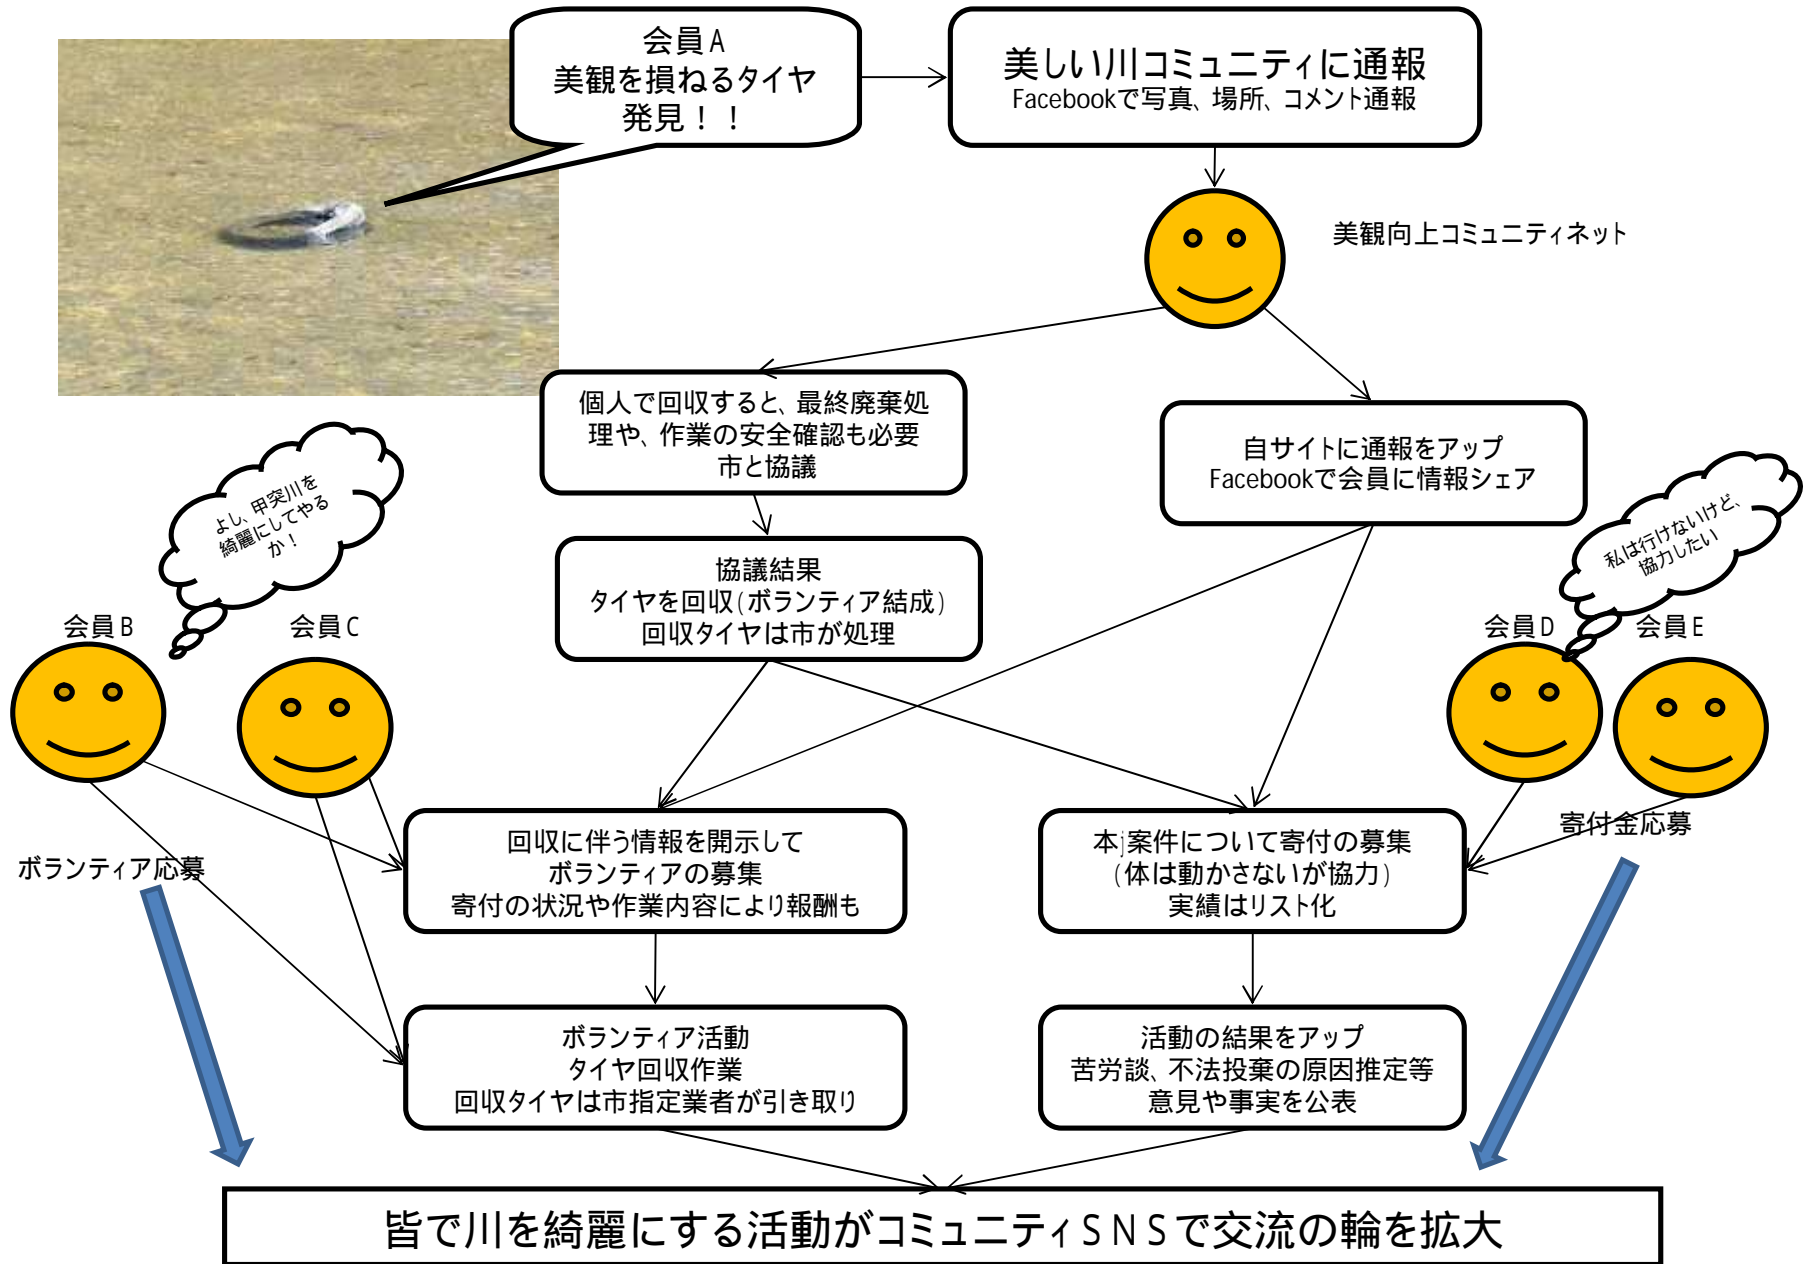 会員A
美観を損ねるタイヤ
発見！！
美しい川コミュニティに通報
Facebookで写真、場所、コメント通報
美観向上コミュニティネット
個人で回収すると、最終廃棄処
理や、作業の安全確認も必要
市と協議
自サイトに通報をアップ
Facebookで会員に情報シェア
よし、甲突川を
綺麗にしてやる
か！
私は行けないけど、
協力したい
協議結果
タイヤを回収(ボランティア結成)
回収タイヤは市が処理
会員B
会員C
会員D
会員E
ボランティア応募
寄付金応募
回収に伴う情報を開示して
ボランティアの募集
寄付の状況や作業内容により報酬も
本j案件について寄付の募集
(体は動かさないが協力)
実績はリスト化
ボランティア活動
タイヤ回収作業
回収タイヤは市指定業者が引き取り
活動の結果をアップ
苦労談、不法投棄の原因推定等
意見や事実を公表
皆で川を綺麗にする活動がコミュニティSNSで交流の輪を拡大